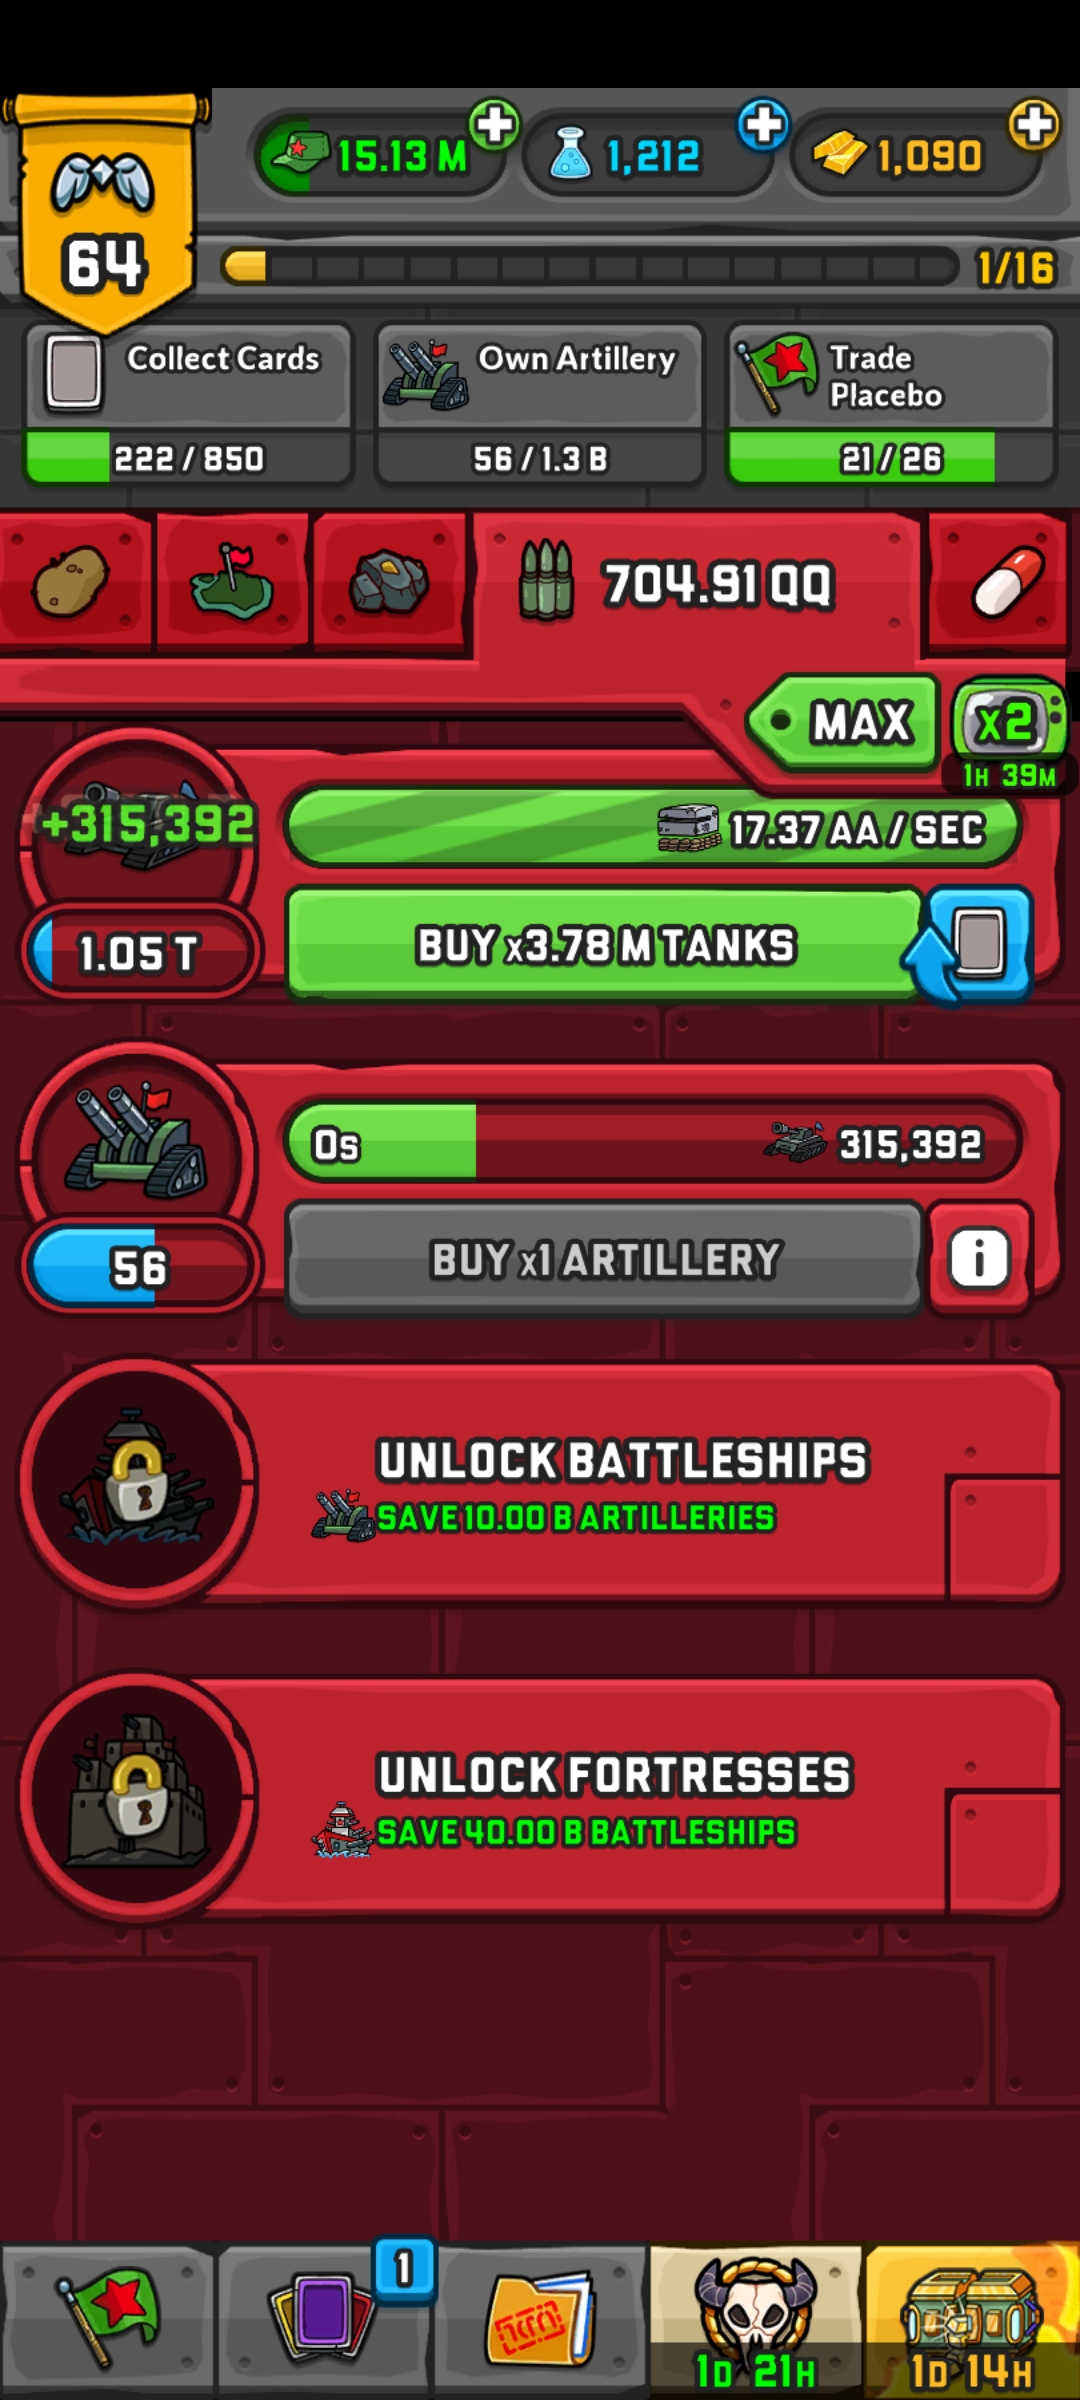 15.13 M
1,212
1,090
64
1/16
Collect Cards
222 / 850
Own Artillery
56 / 1.3 B
Trade
Placebo
21 / 26
704.91 QQ
MAX
x2
1H 39M
+315,392
17.37 AA / SEC
1.05 T
BUY x3.78 M TANKS
0s
315,392
56
BUY x1 ARTILLERY
i
UNLOCK BATTLESHIPS
SAVE 10.00 B ARTILLERIES
UNLOCK FORTRESSES
SAVE 40.00 B BATTLESHIPS
1
1D 21H
1D 14H